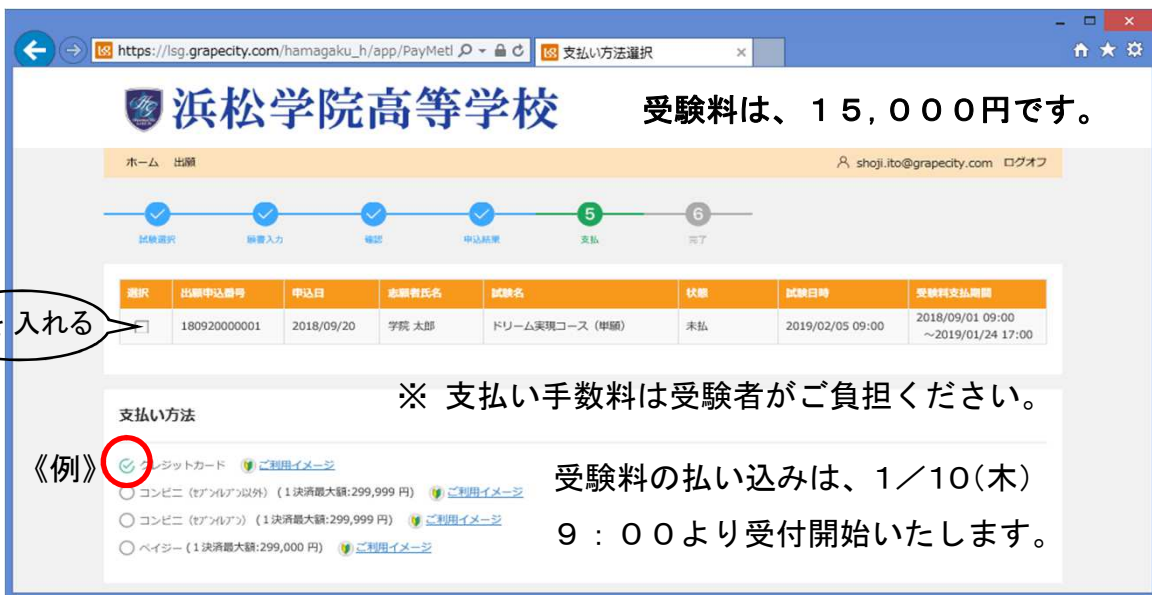 https://lsg.grapecity.com/hamagaku_h/app/PayMetl
支払い方法選択
浜松学院高等学校
受験料は、１５,０００円です。
ホーム 出願
shoji.ito@grapecity.com ログオフ
5
6
試験選択
願書入力
確認
申込結果
支払
完了
選択 出願申込番号 申込日 志願者氏名 試験名 状態 試験日時 受験料支払期間
入れる
180920000001 2018/09/20 学院 太郎 ドリーム実現コース（単願） 未払 2019/02/05 09:00 2018/09/01 09:00
～2019/01/24 17:00
※ 支払い手数料は受験者がご負担ください。
支払い方法
《例》
クレジットカード ご利用イメージ
コンビニ（ｾﾌﾞﾝｲﾚﾌﾞﾝ以外）(１決済最大額:299,999 円) ご利用イメージ
コンビニ（ｾﾌﾞﾝｲﾚﾌﾞﾝ）(１決済最大額:299,999 円) ご利用イメージ
ペイジー (１決済最大額:299,000 円) ご利用イメージ
受験料の払い込みは、１／10(木)
９：００より受付開始いたします。